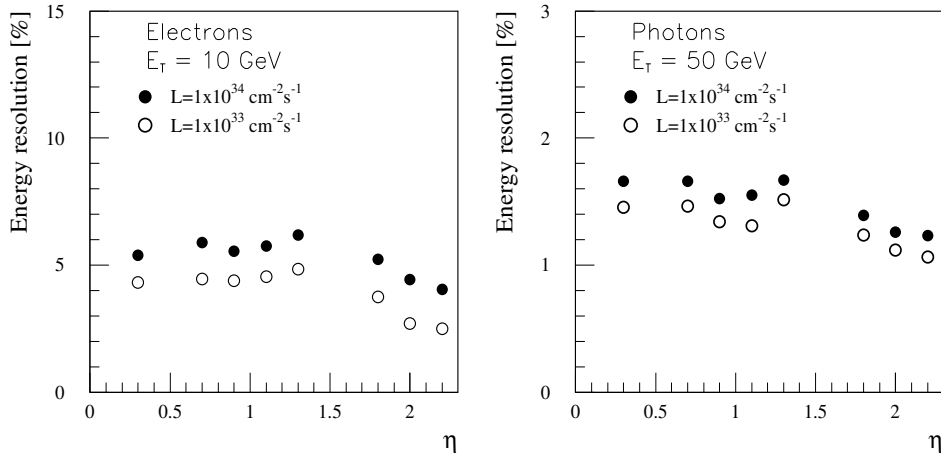 Energy resolution [%]
15
10
5
0
Electrons
E_T = 10 GeV
L=1x10^34 cm^-2s^-1
L=1x10^33 cm^-2s^-1
0 0.5 1 1.5 2
η
Energy resolution [%]
3
2
1
0
Photons
E_T = 50 GeV
L=1x10^34 cm^-2s^-1
L=1x10^33 cm^-2s^-1
0 0.5 1 1.5 2
η